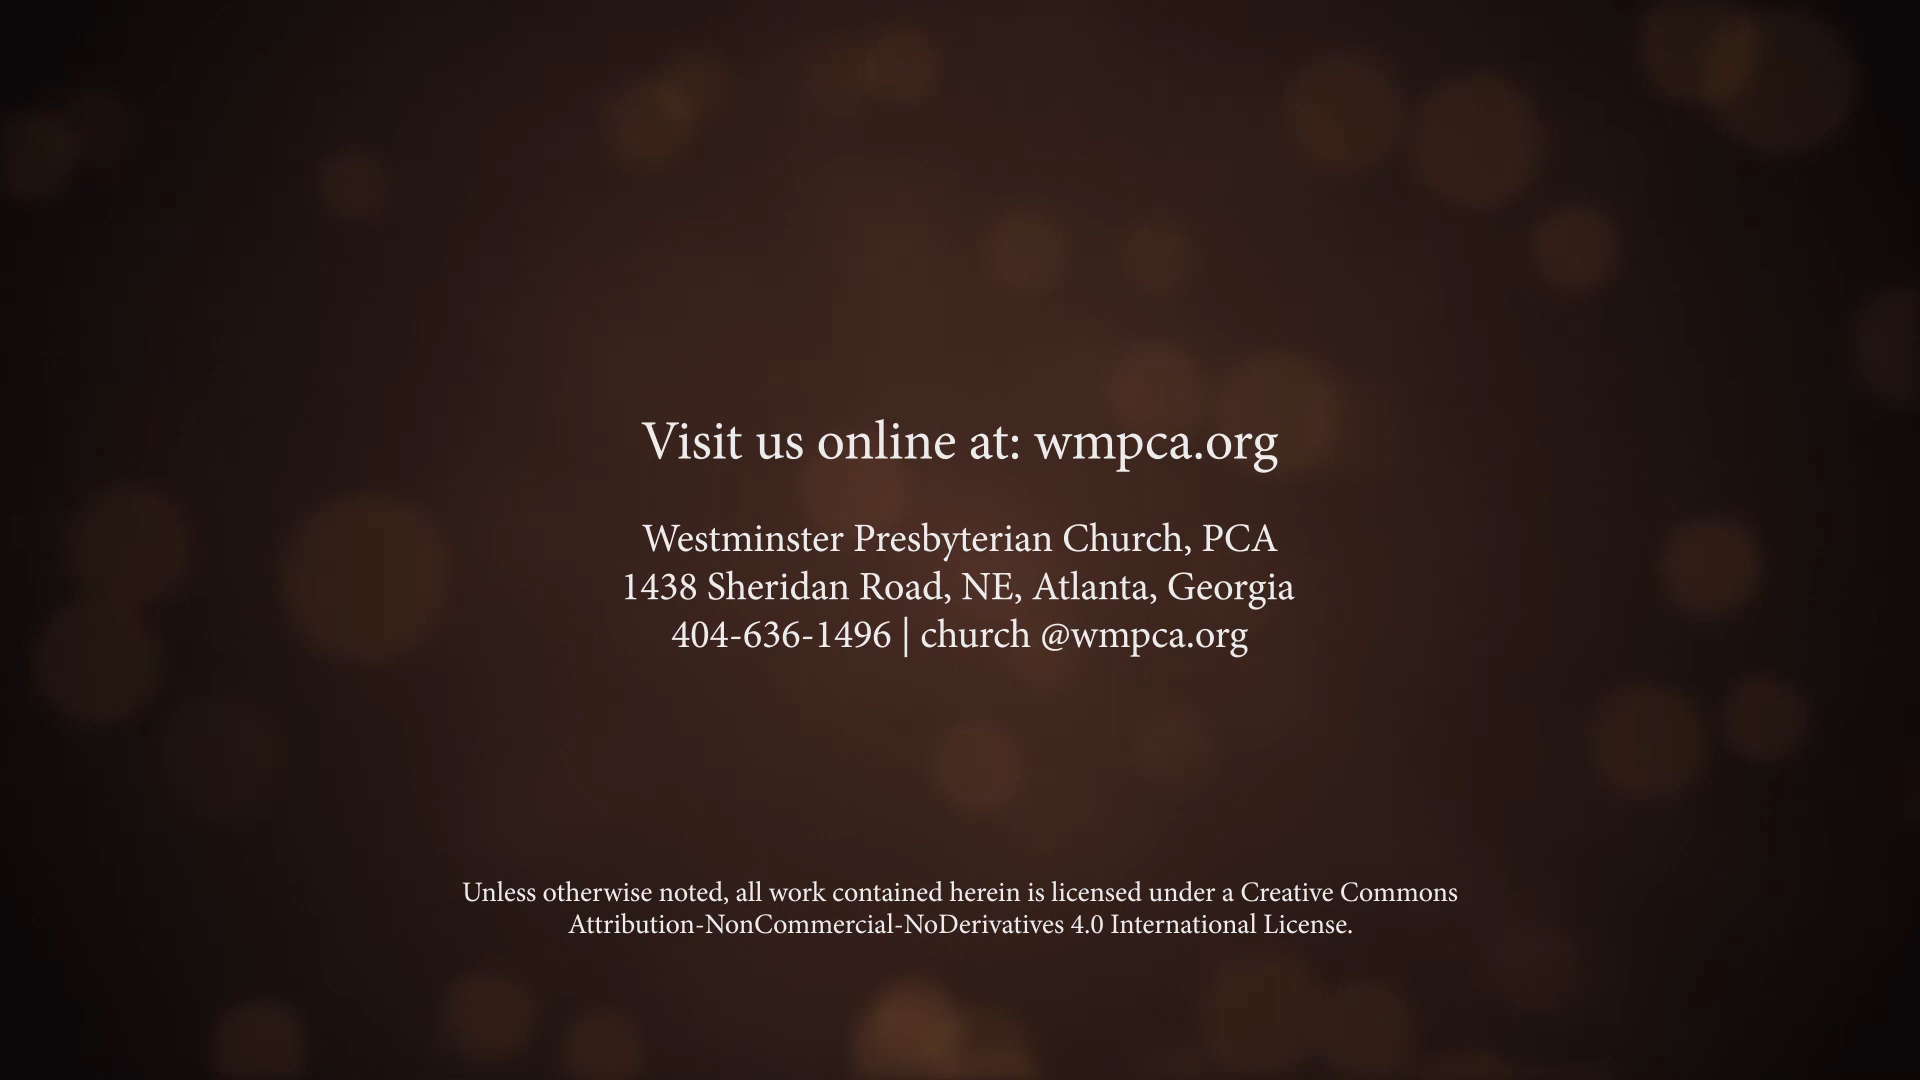 Visit us online at: wmpca.org
Westminster Presbyterian Church, PCA
1438 Sheridan Road, NE, Atlanta, Georgia
404-636-1496 | church @wmpca.org
Unless otherwise noted, all work contained herein is licensed under a Creative Commons
Attribution-NonCommercial-NoDerivatives 4.0 International License.